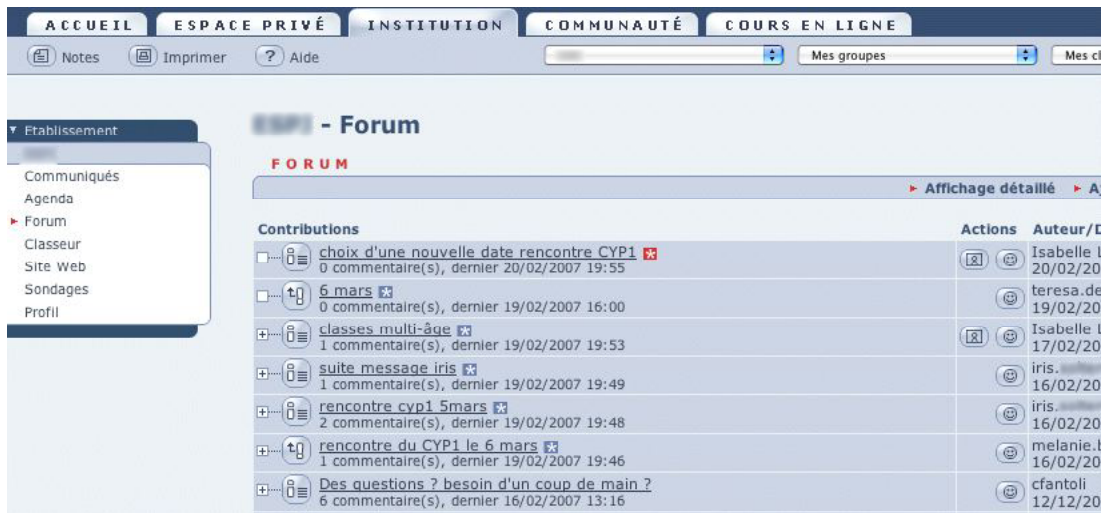 ACCUEIL ESPACE PRIVÉ INSTITUTION COMMUNAUTÉ COURS EN LIGNE
Notes Imprimer ? Aide Mes groupes Mes
Etablissement
- Forum
FORUM
Communiqués
Agenda
Forum
Classeur
Site Web
Sondages
Profil
Affichage détaillé
Contributions Actions Auteur/D
choix d'une nouvelle date rencontre CYP1
0 commentaire(s), dernier 20/02/2007 19:55
Isabelle L
20/02/20
6 mars
0 commentaire(s), dernier 19/02/2007 16:00
teresa.de
19/02/20
classes multi-âge
1 commentaire(s), dernier 19/02/2007 19:53
Isabelle L
17/02/20
suite message iris
1 commentaire(s), dernier 19/02/2007 19:49
iris.
16/02/20
rencontre cyp1 5mars
2 commentaire(s), dernier 19/02/2007 19:48
iris.
16/02/20
rencontre du CYP1 le 6 mars
1 commentaire(s), dernier 19/02/2007 19:46
melanie.b
16/02/20
Des questions ? besoin d'un coup de main ?
6 commentaire(s), dernier 16/02/2007 13:16
cfantoli
12/12/20